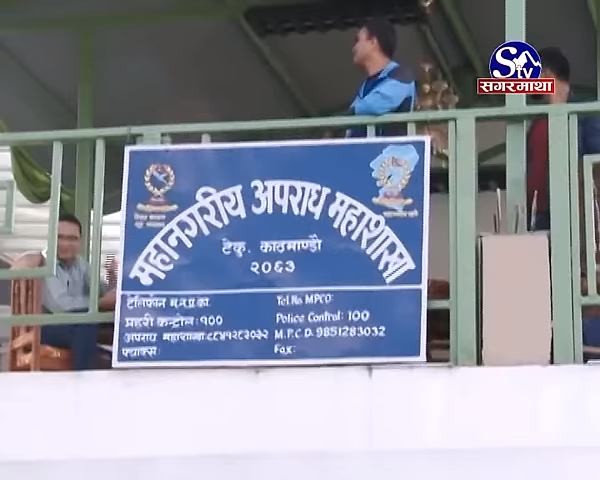 Stv
सगरमाथा
महानगरीय अपराध महाशाखा
टेकु, काठमाण्डौ
२०६३
टेलिफोन म.न.प्र.का.
प्रहरी कन्ट्रोल: १००
अपराध महाशाखा: ९८५१२८३०३२
फ्याक्स:
Tel.No. MPCO:
Police Control: 100
M.P.C.D. 9851283032
Fax: